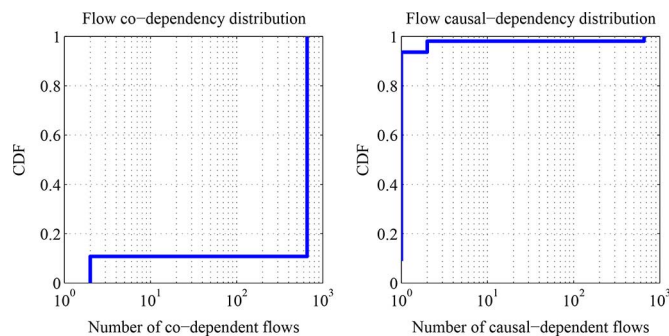 Flow co−dependency distribution
1
0.8
0.6
0.4
0.2
0
CDF
10^0 10^1 10^2 10^3
Number of co−dependent flows
Flow causal−dependency distribution
1
0.8
0.6
0.4
0.2
0
CDF
10^0 10^1 10^2 10^3
Number of causal−dependent flows